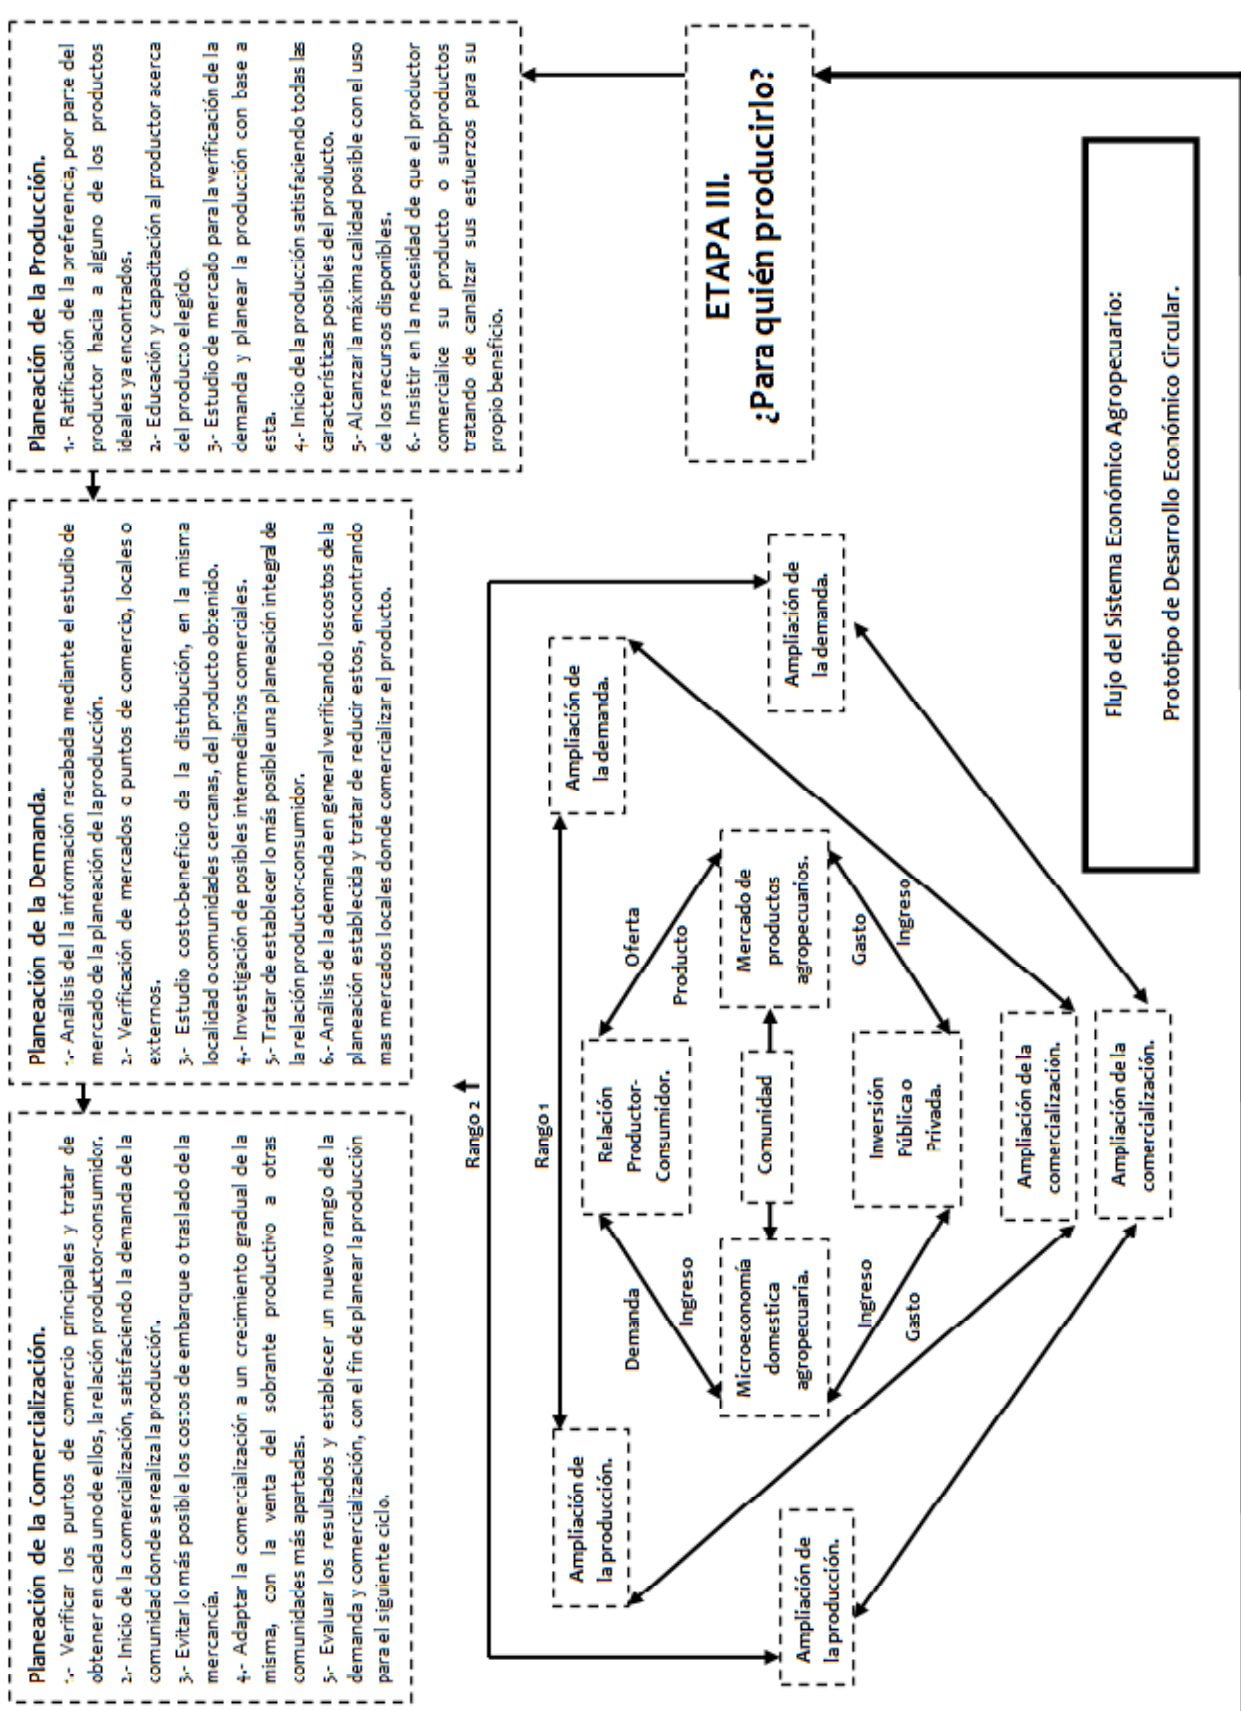 Planeación de la Comercialización.
1.- Verificar los puntos de comercio principales y tratar de
obtener en cada uno de ellos, la relación productor-consumidor.
2.- Inicio de la comercialización, satisfaciendo la demanda de la
comunidad donde se realiza la producción.
3.- Evitar lo más posible los costos de embarque o traslado de la
mercancía.
4.- Adaptar la comercialización a un crecimiento gradual de la
misma, con la venta del sobrante productivo a otras
comunidades más apartadas.
5.- Evaluar los resultados y establecer un nuevo rango de la
demanda y comercialización, con el fin de planear la producción
para el siguiente ciclo.
Planeación de la Demanda.
1.- Análisis del la información recabada mediante el estudio de
mercado de la planeación de la producción.
2.- Verificación de mercados o puntos de comercio, locales o
externos.
3.- Estudio costo-beneficio de la distribución, en la misma
localidad o comunidades cercanas, del producto obtenido.
4.- Investigación de posibles intermediarios comerciales.
5.- Tratar de establecer lo más posible una planeación integral de
la relación productor-consumidor.
6.- Análisis de la demanda en general verificando los costos de la
planeación establecida y tratar de reducir estos, encontrando
mas mercados locales donde comercializar el producto.
Planeación de la Producción.
1.- Ratificación de la preferencia, por parte del
productor hacia a alguno de los productos
ideales ya encontrados.
2.- Educación y capacitación al productor acerca
del producto elegido.
3.- Estudio de mercado para la verificación de la
demanda y planear la producción con base a
esta.
4.- Inicio de la producción satisfaciendo todas las
características posibles del producto.
5.- Alcanzar la máxima calidad posible con el uso
de los recursos disponibles.
6.- Insistir en la necesidad de que el productor
comercialice su producto o subproductos
tratando de canalizar sus esfuerzos para su
propio beneficio.
Rango 2
Rango 1
Ampliación de
la producción.
Ampliación de
la demanda.
Relación
Productor-
Consumidor.
Demanda
Ingreso
Oferta
Producto
Microeconomía
domestica
agropecuaria.
Comunidad
Mercado de
productos
agropecuarios.
Ampliación de
la producción.
Ampliación de
la demanda.
Ingreso
Gasto
Inversión
Pública o
Privada.
Gasto
Ingreso
Ampliación de la
comercialización.
Ampliación de la
comercialización.
ETAPA III.
¿Para quién producirlo?
Flujo del Sistema Económico Agropecuario:
Prototipo de Desarrollo Económico Circular.